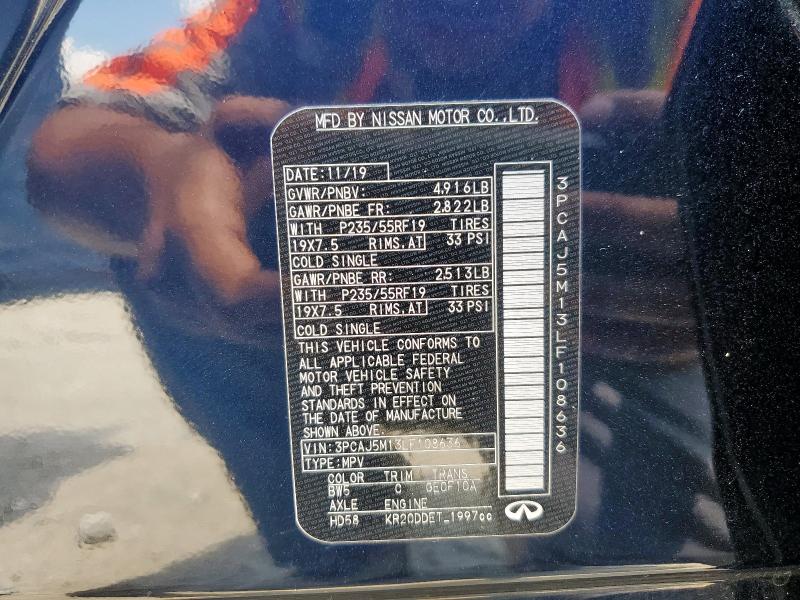 MFD BY NISSAN MOTOR CO.,LTD.
DATE:11/19
GVWR/PNBV: 4,916LB
GAWR/PNBE FR: 2,822LB
WITH P235/55RF19 TIRES
19X7.5 RIMS.AT 33 PSI
COLD SINGLE
GAWR/PNBE RR: 2,513LB
WITH P235/55RF19 TIRES
19X7.5 RIMS.AT 33 PSI
COLD SINGLE
THIS VEHICLE CONFORMS TO
ALL APPLICABLE FEDERAL
MOTOR VEHICLE SAFETY
AND THEFT PREVENTION
STANDARDS IN EFFECT ON
THE DATE OF MANUFACTURE
SHOWN ABOVE.
VIN:3PCAJ5M13LF108636
TYPE:MPV
COLOR TRIM TRANS
BW5 C GE0F10A
AXLE ENGINE
HD58 KR20DDET_1997cc
3PCAJ5M13LF108636